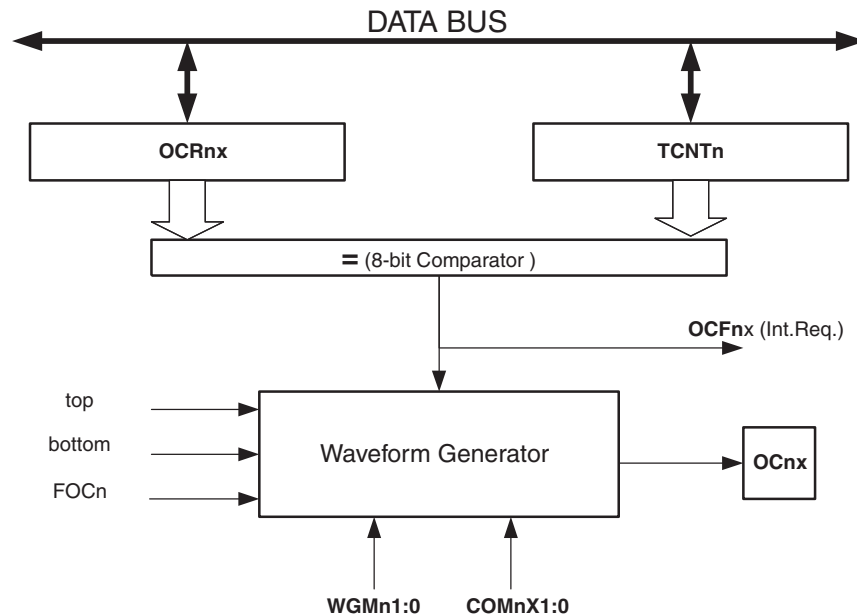 DATA BUS
OCRnx
TCNTn
= (8-bit Comparator )
OCFnx (Int.Req.)
top
bottom
FOCn
Waveform Generator
OCnx
WGMn1:0
COMnX1:0